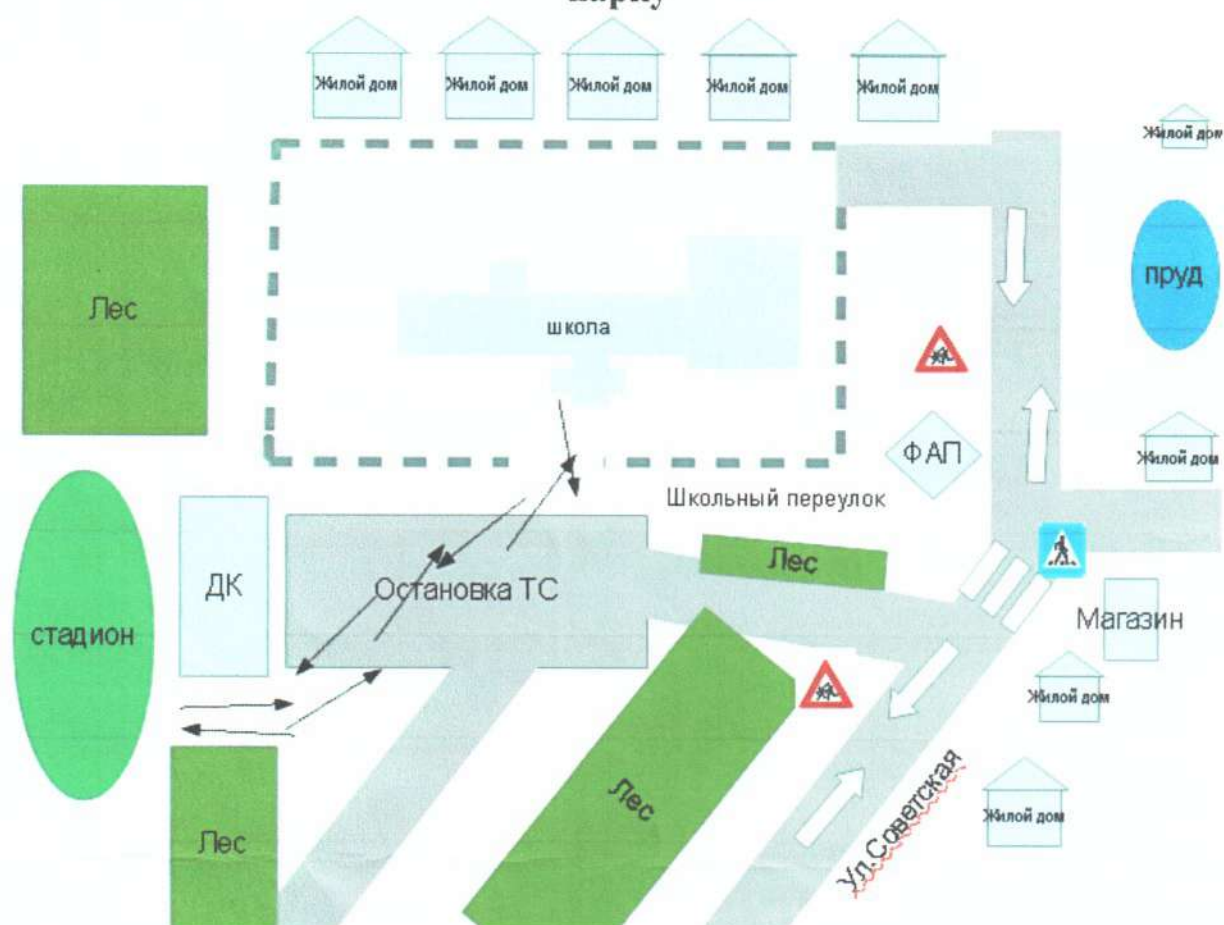 парку
Жилой дом
Жилой дом
Жилой дом
Жилой дом
Жилой дом
Жилой дом
Лес
школа
пруд
ФАП
Жилой дом
Школьный переулок
Лес
ДК
Остановка ТС
стадион
Магазин
Жилой дом
Лес
Лес
Ул.Советская
Жилой дом